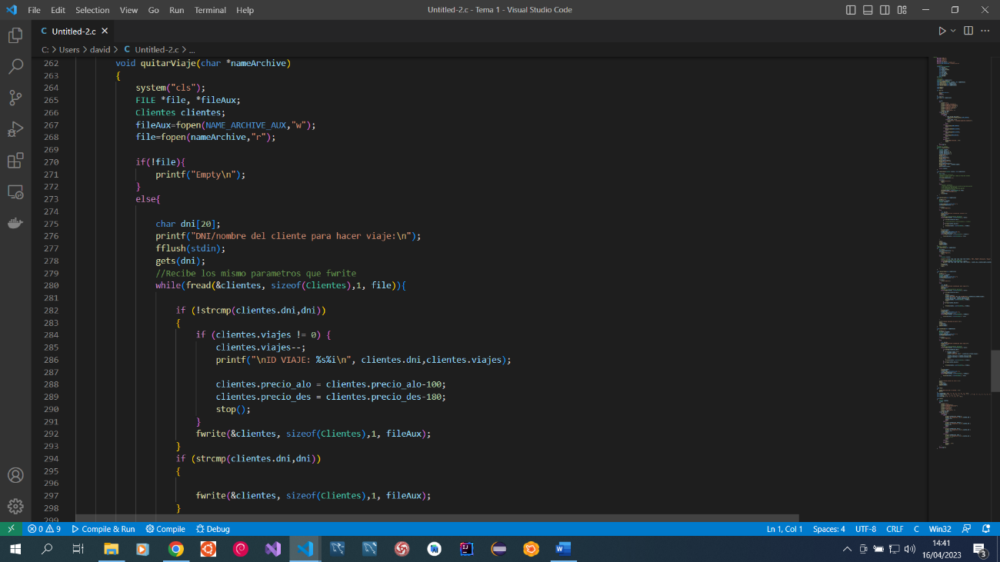 File Edit Selection View Go Run Terminal Help Untitled-2.c - Tema 1 - Visual Studio Code
C Untitled-2.c
C: > Users > david > C Untitled-2.c > ...
262 void quitarViaje(char *nameArchive)
263 {
264 system("cls");
265 FILE *file, *fileAux;
266 Clientes clientes;
267 fileAux=fopen(NAME_ARCHIVE_AUX,"w");
268 file=fopen(nameArchive,"r");
269
270 if(!file){
271 printf("Empty\n");
272 }
273 else{
274
275 char dni[20];
276 printf("DNI/nombre del cliente para hacer viaje:\n");
277 fflush(stdin);
278 gets(dni);
279 //Recibe los mismo parametros que fwrite
280 while(fread(&clientes, sizeof(Clientes),1, file)){
281
282 if (!strcmp(clientes.dni,dni))
283 {
284 if (clientes.viajes != 0) {
285 clientes.viajes--;
286 printf("\nID VIAJE: %s%i\n", clientes.dni,clientes.viajes);
287
288 clientes.precio_alo = clientes.precio_alo-100;
289 clientes.precio_des = clientes.precio_des-180;
290 stop();
291 }
292 fwrite(&clientes, sizeof(Clientes),1, fileAux);
293 }
294 if (strcmp(clientes.dni,dni))
295 {
296
297 fwrite(&clientes, sizeof(Clientes),1, fileAux);
298 }
299
0 9 Compile & Run Compile Debug Ln 1, Col 1 Spaces: 4 UTF-8 CRLF C Win32
14:41
16/04/2023
3